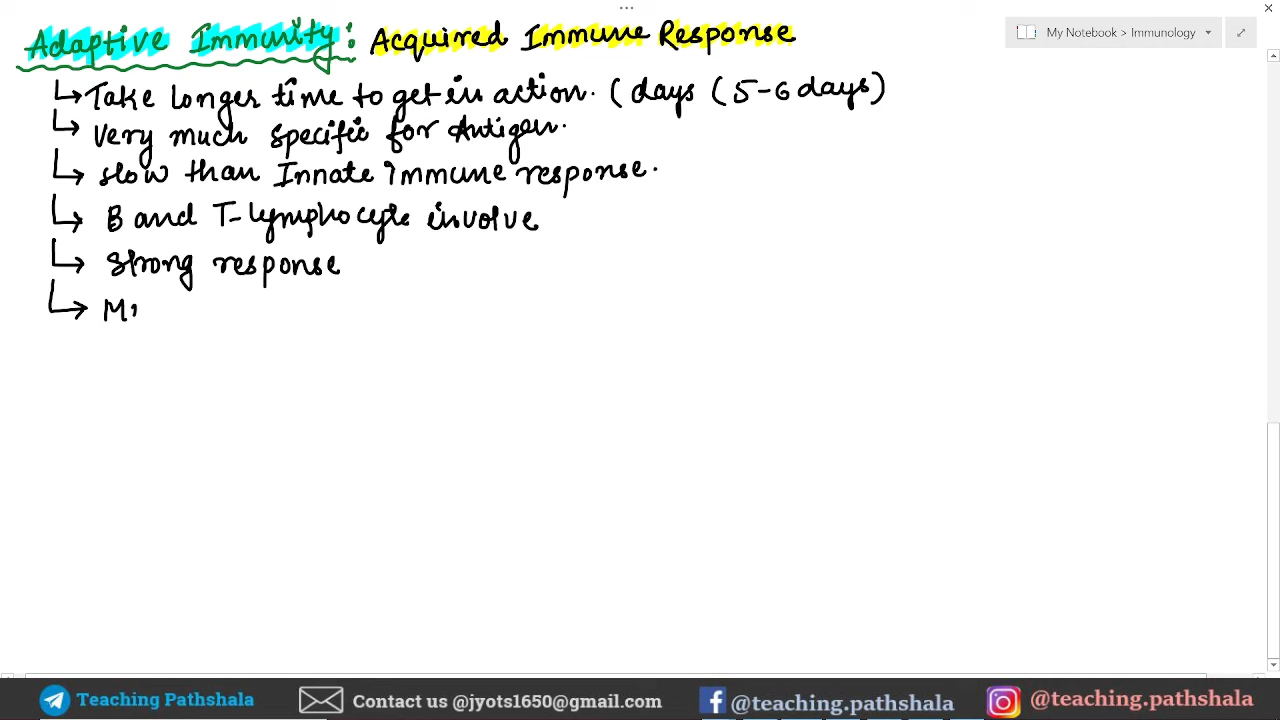 Adaptive Immunity : Acquired Immune Response
My Notebook > Immunology
Take longer time to get in action. (days (5-6 days)
Very much specific for Antigen.
Slow than Innate immune response.
B and T-lymphocyte involve
Strong response
M
Teaching Pathshala
Contact us @jyots1650@gmail.com
@teaching.pathshala
@teaching.pathshala